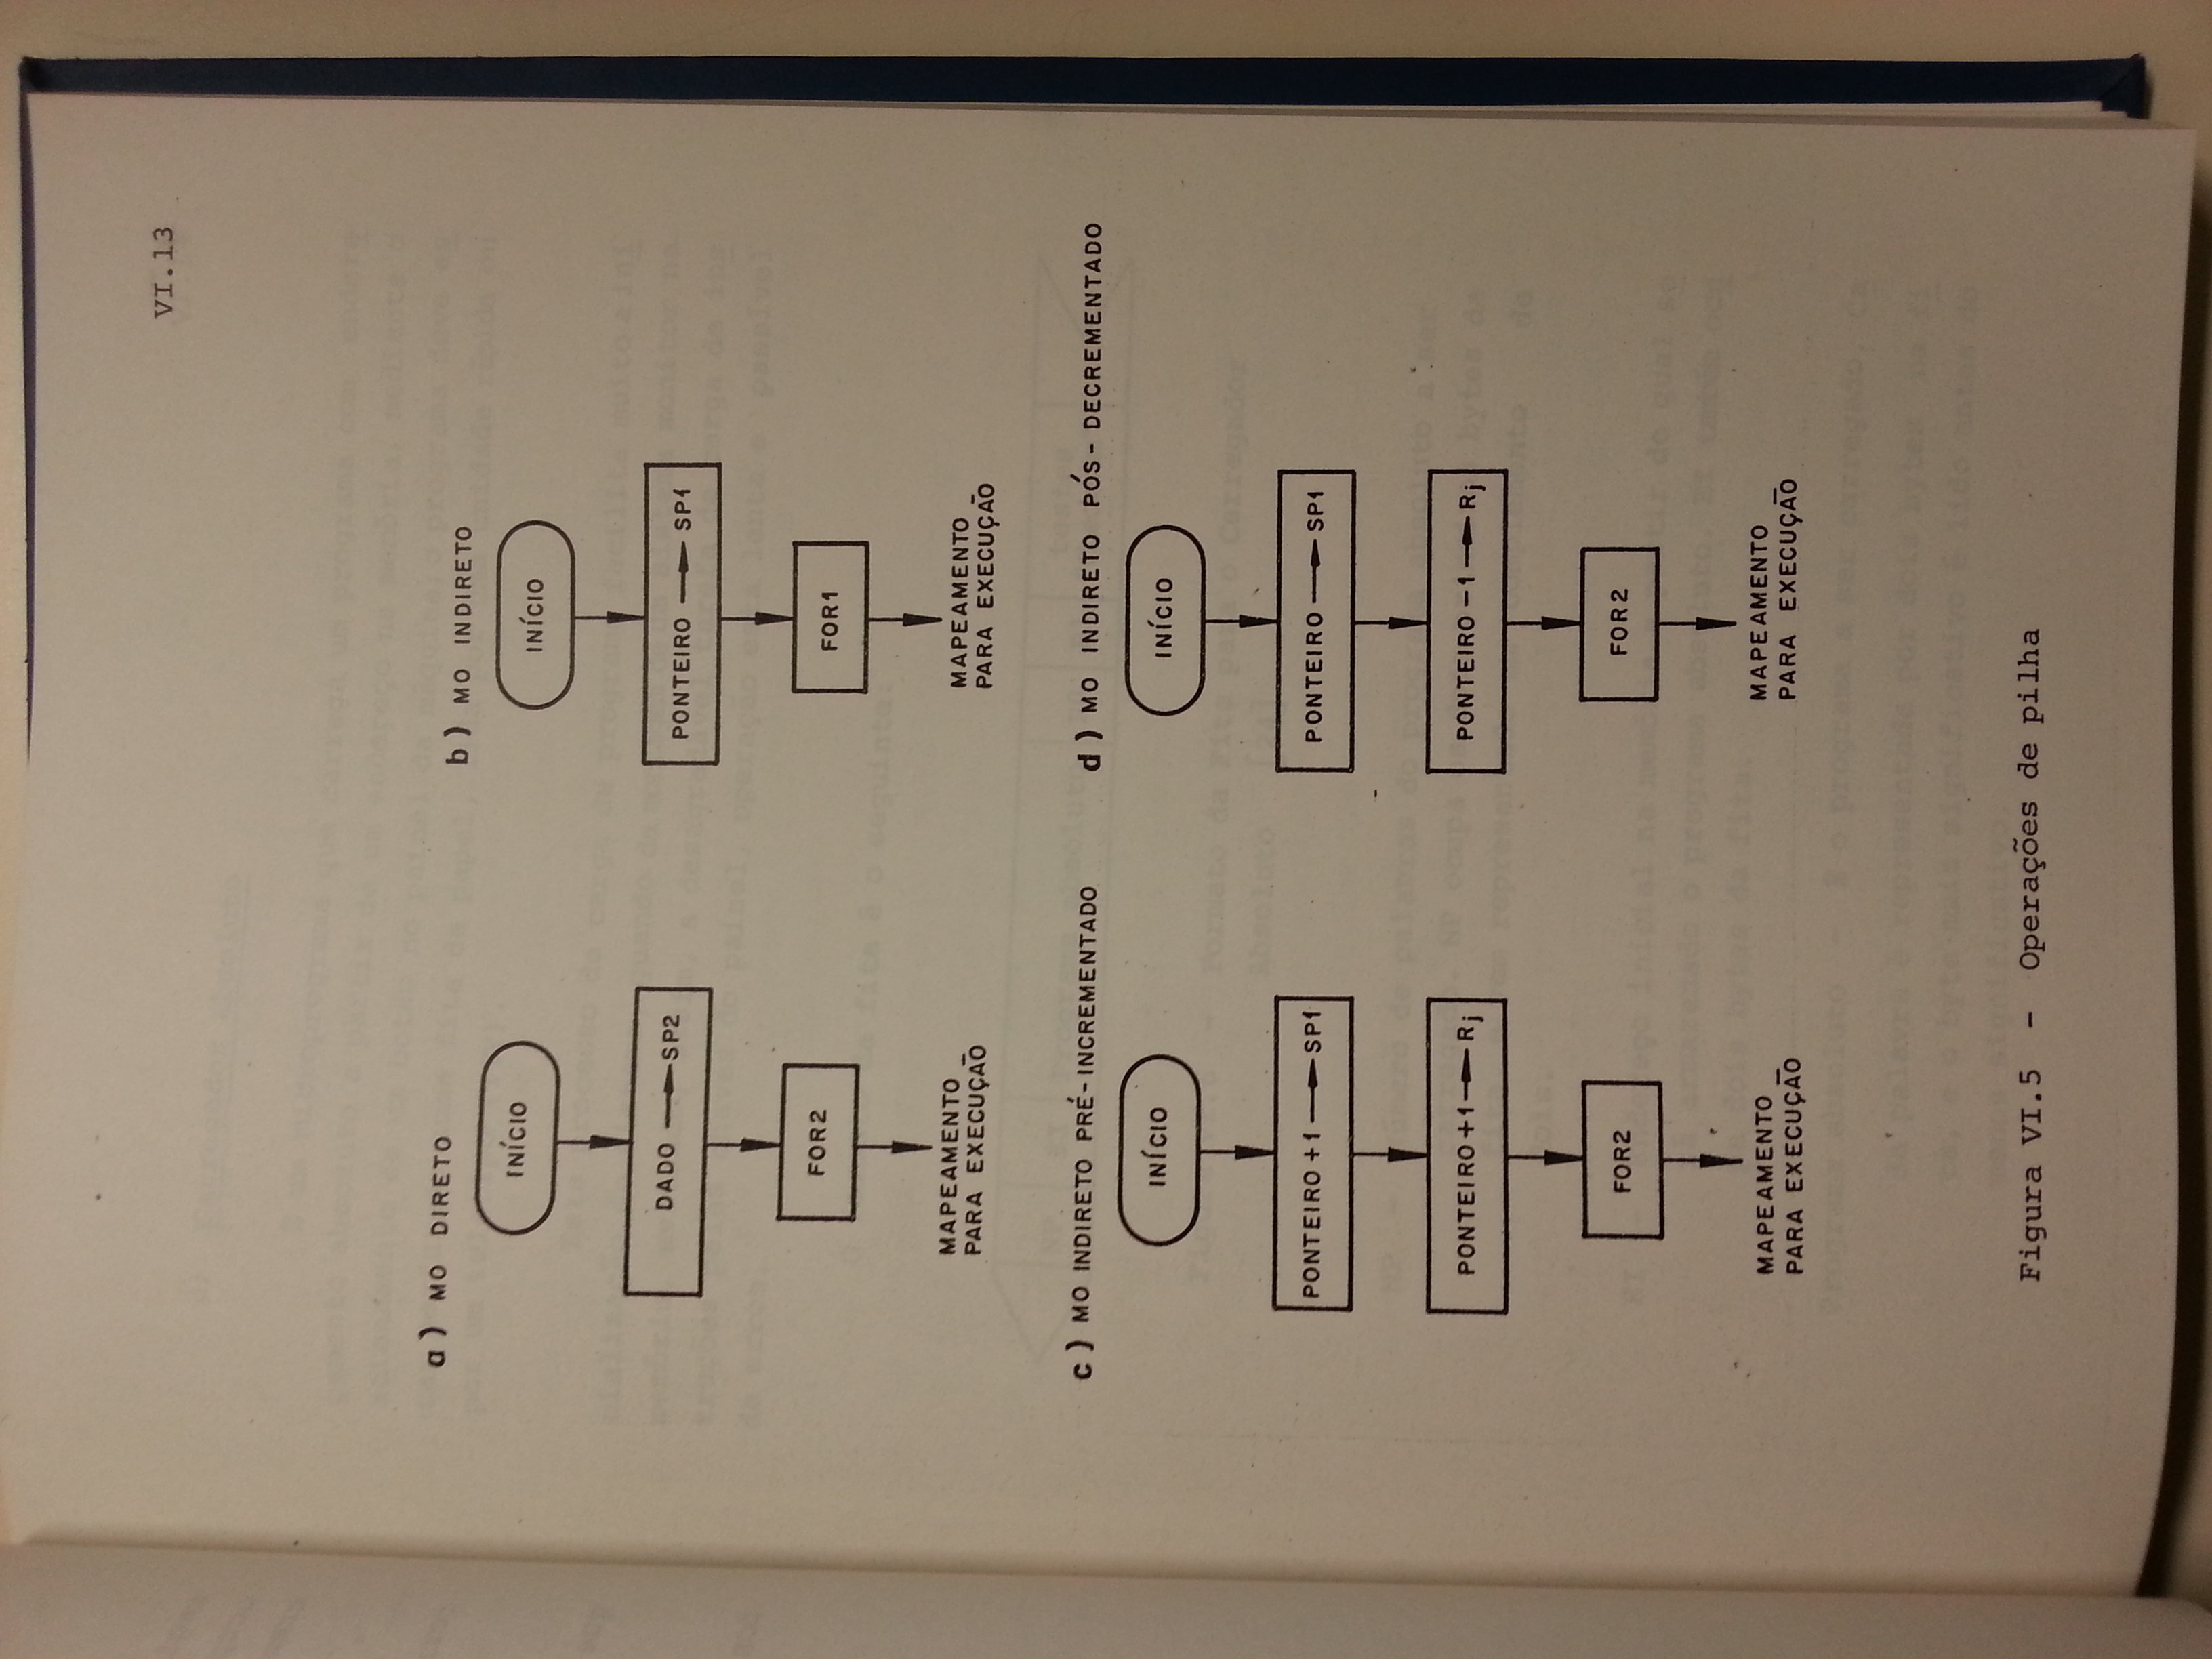 VI.13
a) MO DIRETO
INÍCIO
DADO → SP2
FOR2
MAPEAMENTO
PARA EXECUÇÃO
b) MO INDIRETO
INÍCIO
PONTEIRO → SP1
FOR1
MAPEAMENTO
PARA EXECUÇÃO
c) MO INDIRETO PRÉ-INCREMENTADO
INÍCIO
PONTEIRO+1 → SP1
PONTEIRO+1 → Rj
FOR2
MAPEAMENTO
PARA EXECUÇÃO
d) MO INDIRETO PÓS-DECREMENTADO
INÍCIO
PONTEIRO → SP1
PONTEIRO-1 → Rj
FOR2
MAPEAMENTO
PARA EXECUÇÃO
Figura VI.5 - Operações de pilha